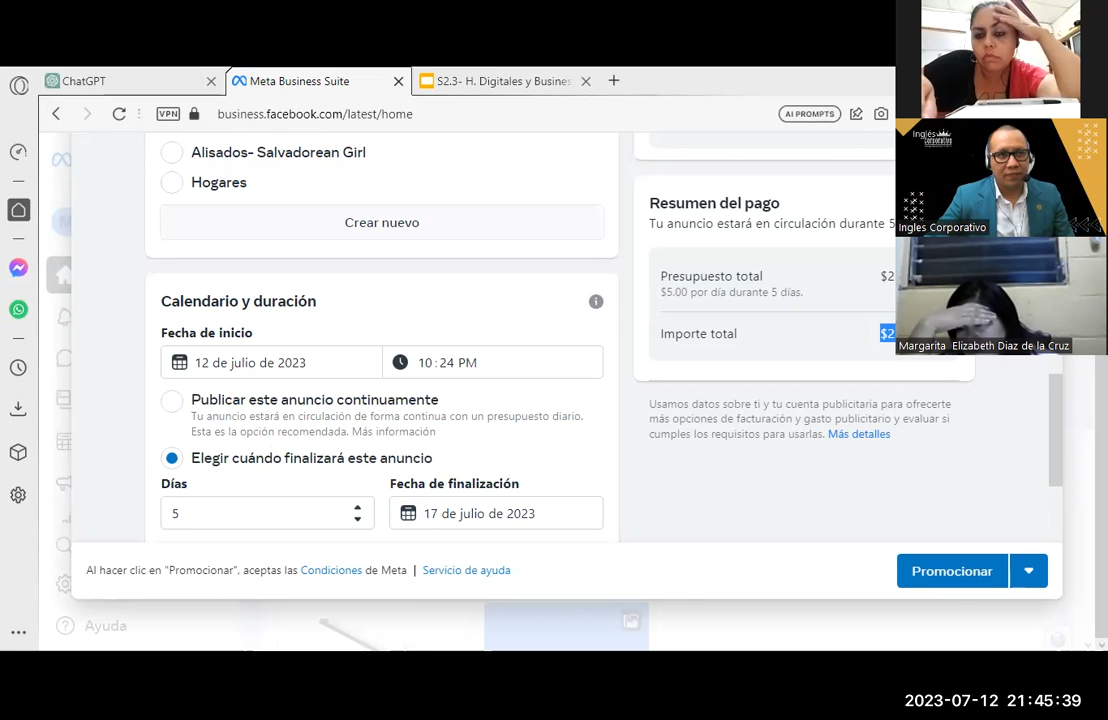 ChatGPT
Meta Business Suite
S2.3- H. Digitales y Busines
VPN
business.facebook.com/latest/home
AI PROMPTS
Alisados- Salvadorean Girl
Hogares
Crear nuevo
Calendario y duración
Fecha de inicio
12 de julio de 2023
10:24 PM
Publicar este anuncio continuamente
Tu anuncio estará en circulación de forma continua con un presupuesto diario.
Esta es la opción recomendada. Más información
Elegir cuándo finalizará este anuncio
Días
Fecha de finalización
5
17 de julio de 2023
Resumen del pago
Tu anuncio estará en circulación durante 5
Presupuesto total
$2
$5.00 por día durante 5 días.
Importe total
$2
Usamos datos sobre ti y tu cuenta publicitaria para ofrecerte
más opciones de facturación y gasto publicitario y evaluar si
cumples los requisitos para usarlas. Más detalles
Al hacer clic en "Promocionar", aceptas las Condiciones de Meta | Servicio de ayuda
Promocionar
Ayuda
Inglés
Corporativo
Ingles Corporativo
Margarita Elizabeth Diaz de la Cruz
2023-07-12 21:45:39